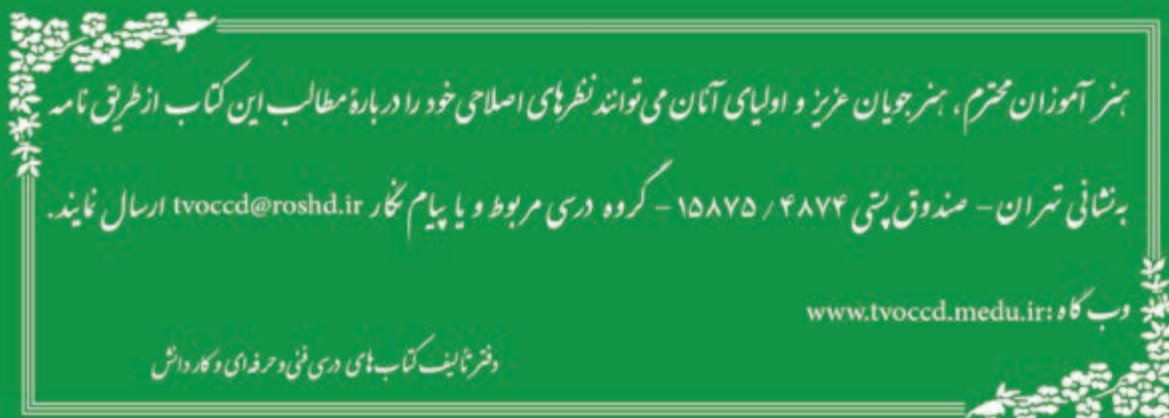 هنرآموزان محترم، هنرجویان عزیز و اولیای آنان می‌توانند نظرهای اصلاحی خود را دربارهٔ مطالب این کتاب از طریق نامه
به‌نشانی تهران- صندوق پستی ۴۸۷۴ / ۱۵۸۷۵- گروه درسی مربوط و یا پیام نگار tvoccd@roshd.ir ارسال نمایند.
وب گاه: www.tvoccd.medu.ir
دفتر تألیف کتاب‌های درسی فنی و حرفه‌ای و کاردانش